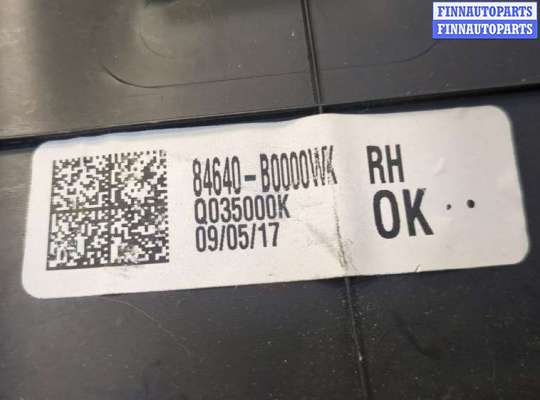 FINNAUTOPARTS
FINNAUTOPARTS
84640-B0000WK RH
Q035000K OK
09/05/17